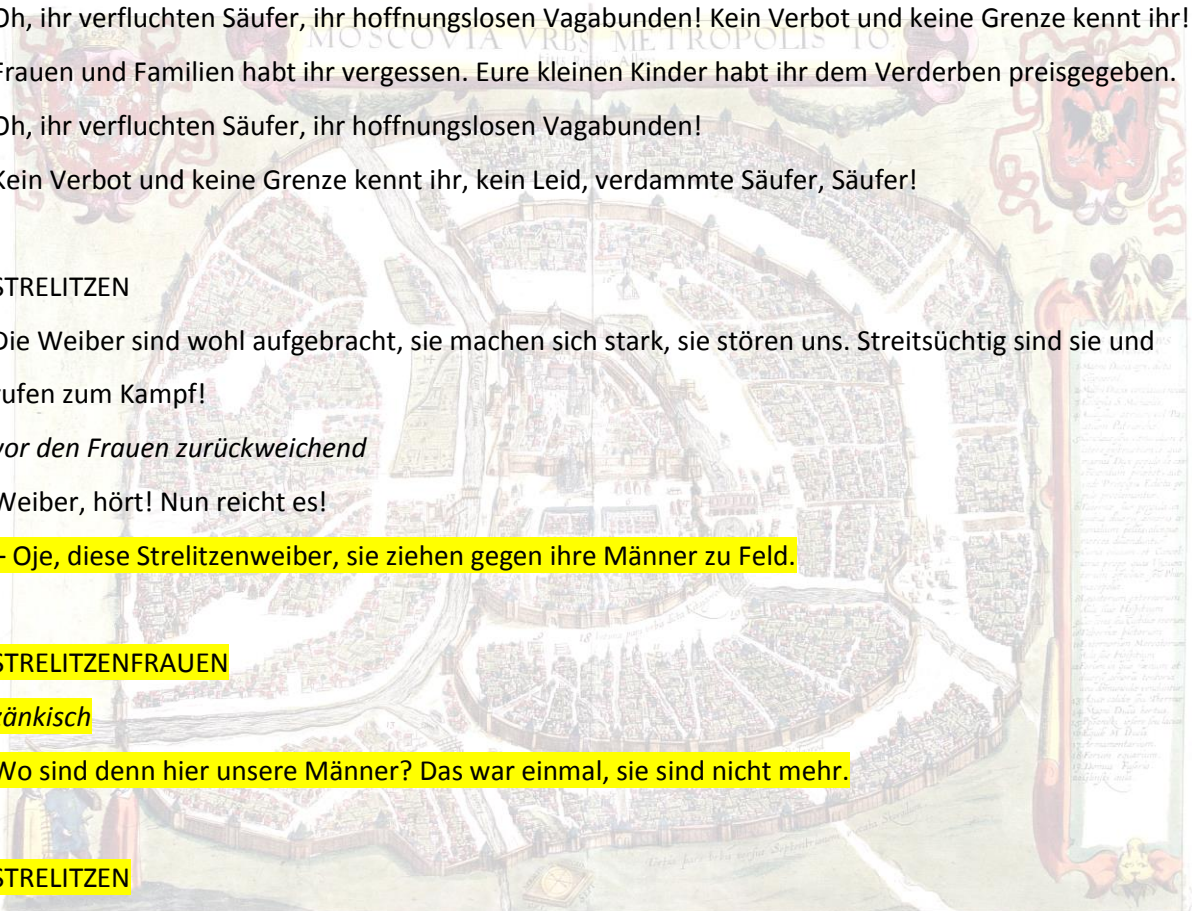 Oh, ihr verfluchten Säufer, ihr hoffnungslosen Vagabunden! Kein Verbot und keine Grenze kennt ihr!
MOSCOVIA VRBS METROPOLIS TO
Frauen und Familien habt ihr vergessen. Eure kleinen Kinder habt ihr dem Verderben preisgegeben.
Oh, ihr verfluchten Säufer, ihr hoffnungslosen Vagabunden!
Kein Verbot und keine Grenze kennt ihr, kein Leid, verdammte Säufer, Säufer!
STRELITZEN
Die Weiber sind wohl aufgebracht, sie machen sich stark, sie stören uns. Streitsüchtig sind sie und
rufen zum Kampf!
vor den Frauen zurückweichend
Weiber, hört! Nun reicht es!
- Oje, diese Strelitzenweiber, sie ziehen gegen ihre Männer zu Feld.
STRELITZENFRAUEN
zänkisch
Wo sind denn hier unsere Männer? Das war einmal, sie sind nicht mehr.
STRELITZEN